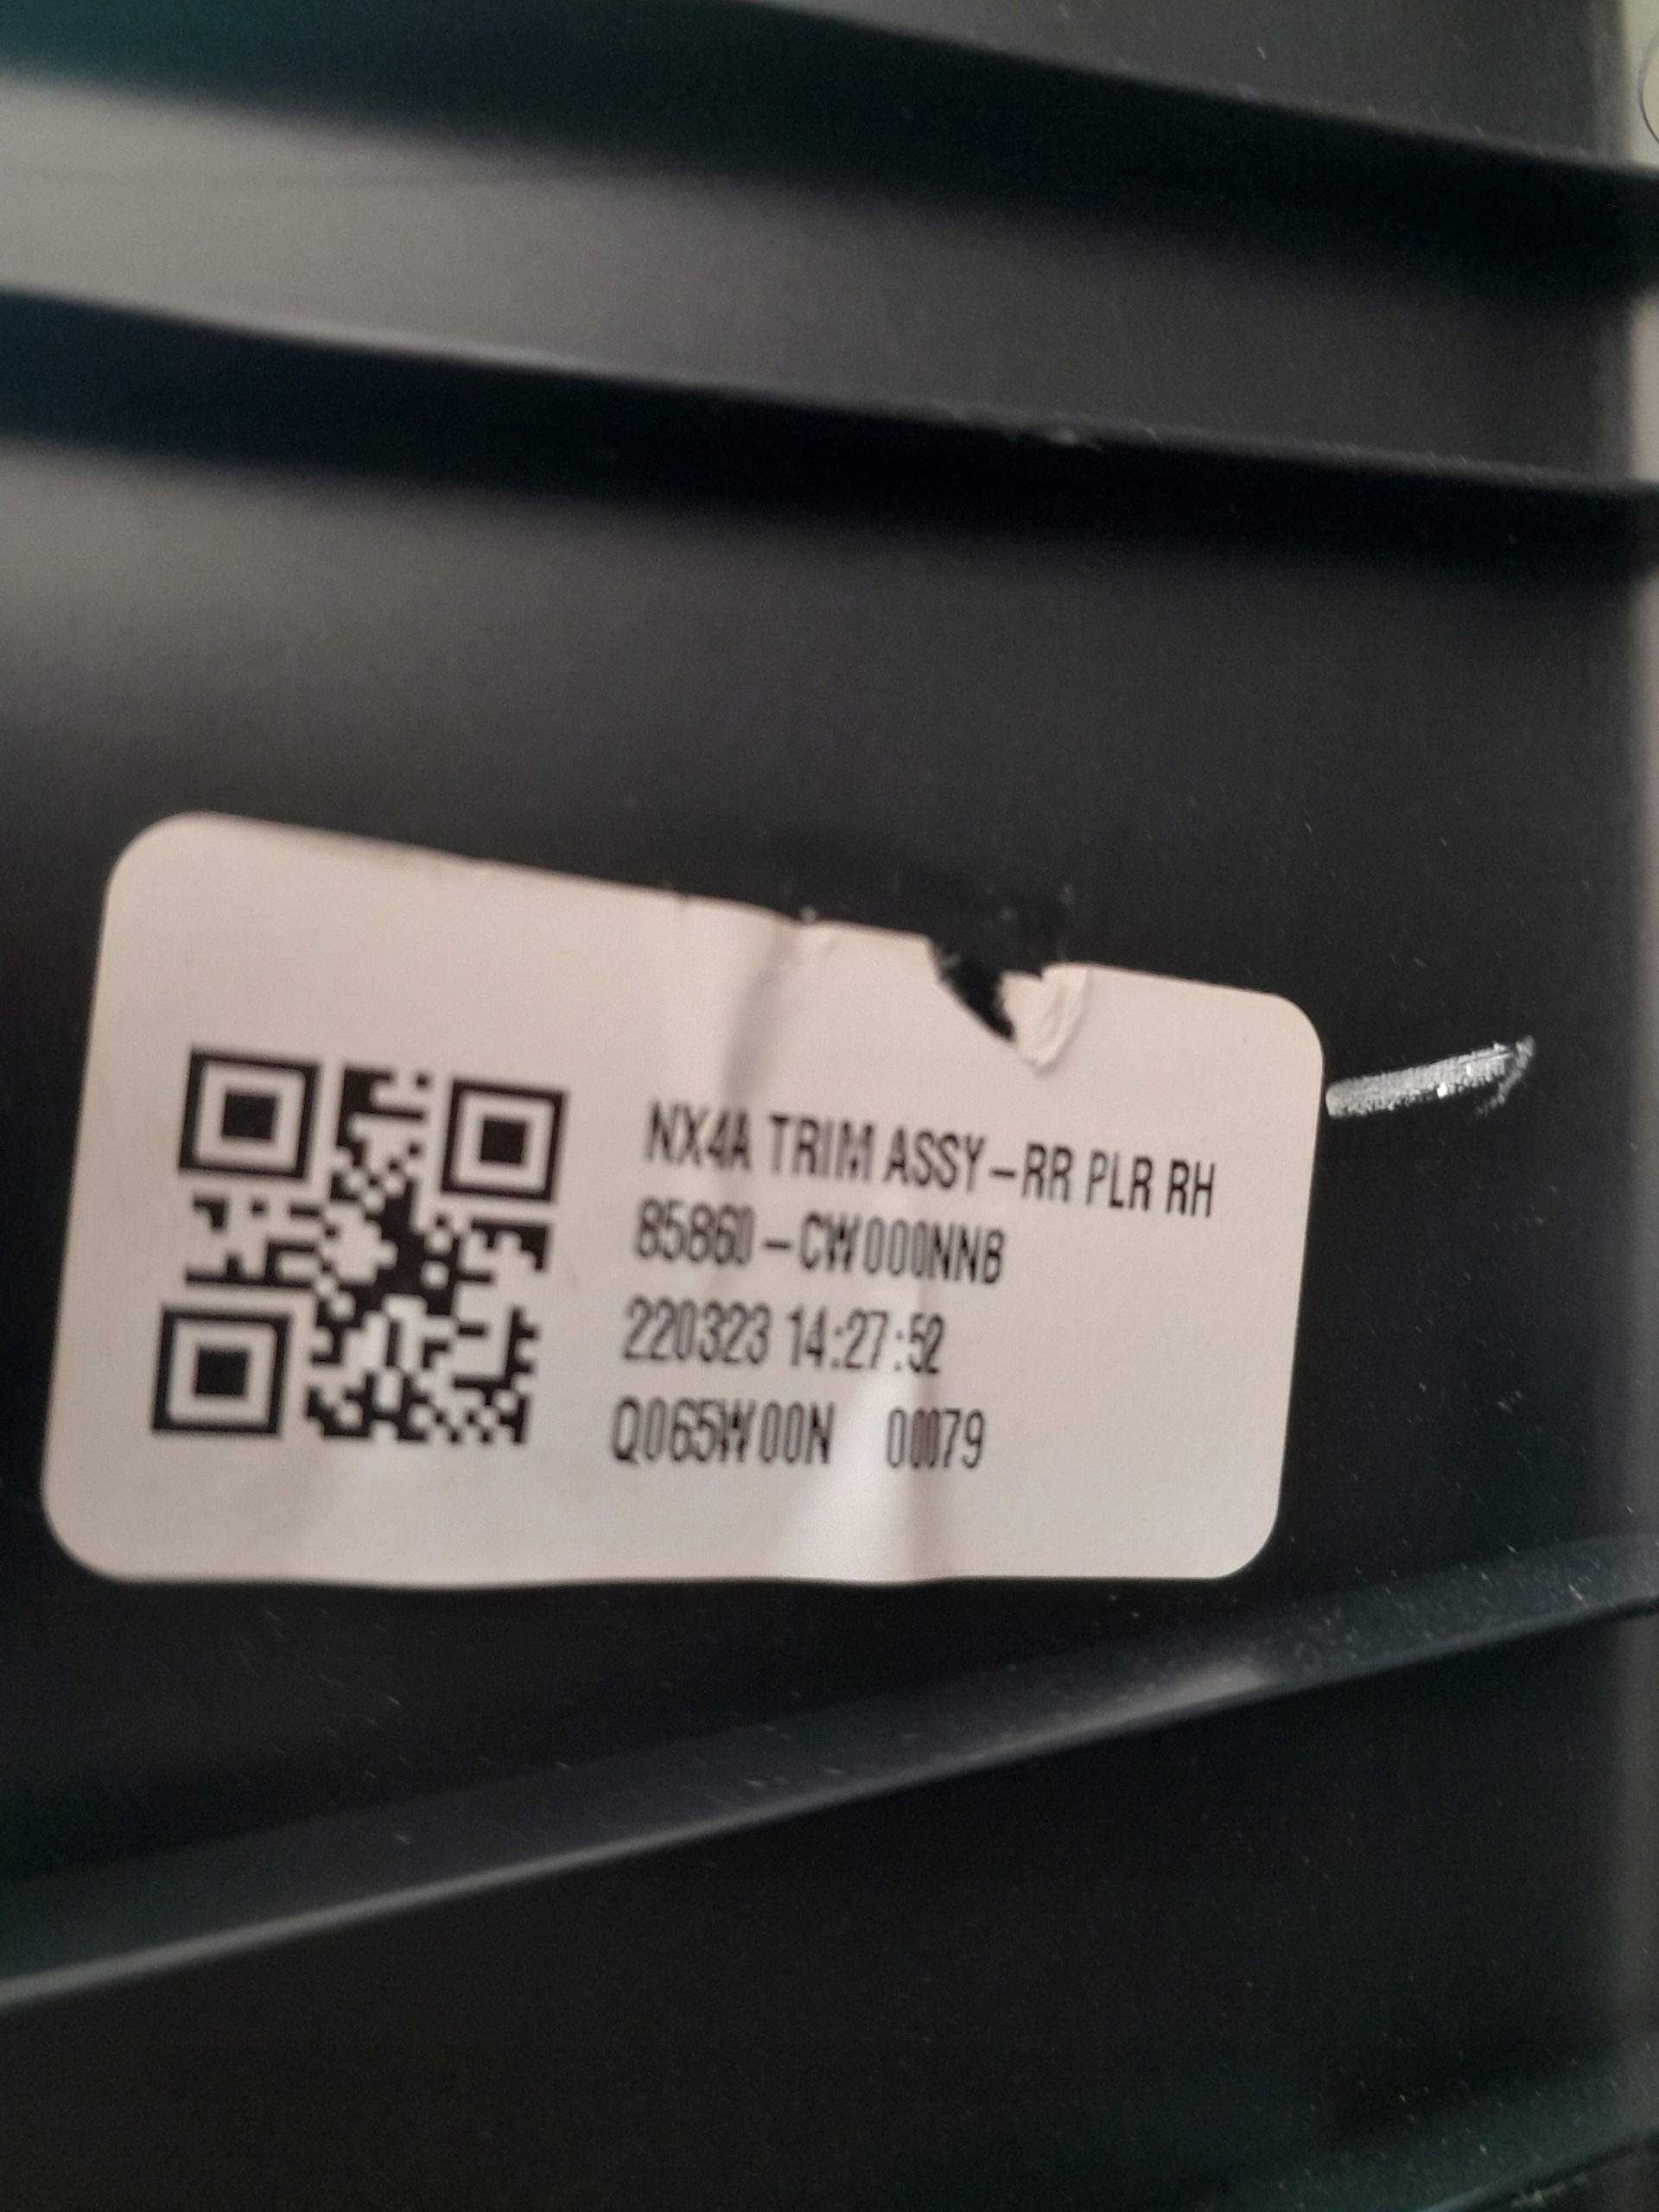 NX4A TRIM ASSY-RR PLR RH
85860-CW000NNB
220323 14:27:52
Q065W00N 00079